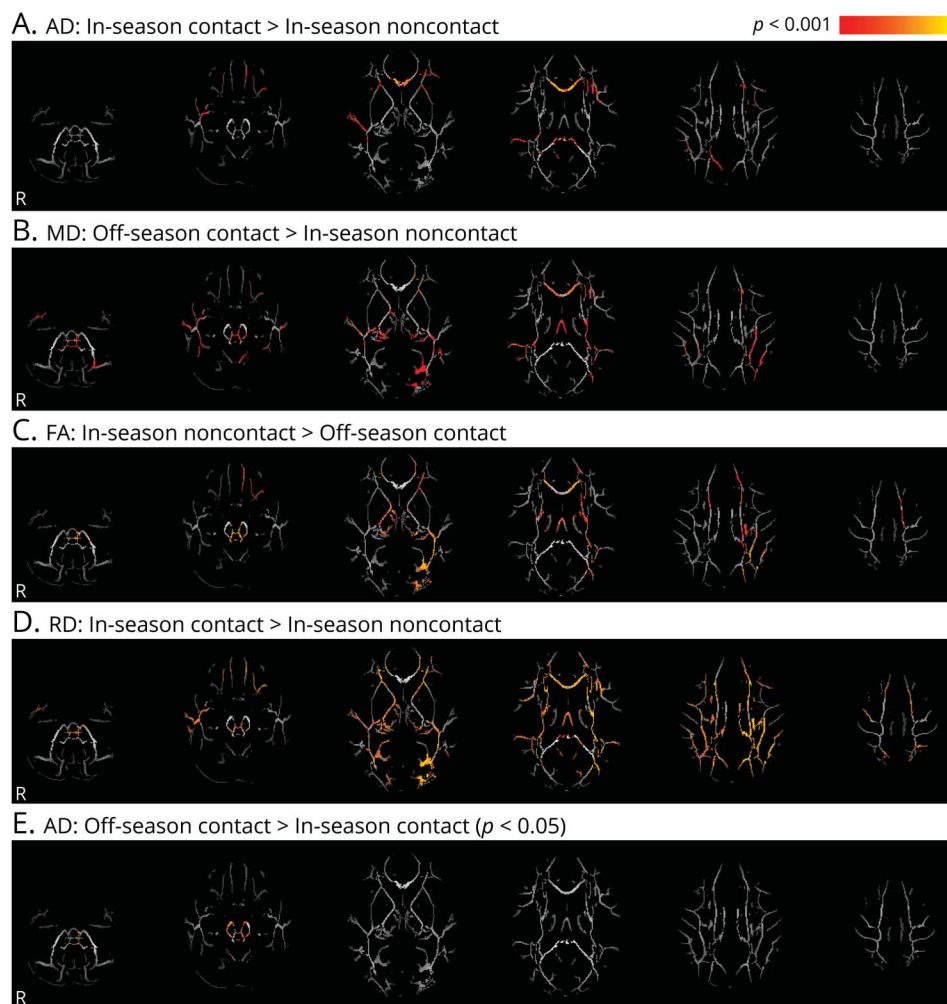 A. AD: In-season contact > In-season noncontact
p < 0.001
R
B. MD: Off-season contact > In-season noncontact
R
C. FA: In-season noncontact > Off-season contact
R
D. RD: In-season contact > In-season noncontact
R
E. AD: Off-season contact > In-season contact (p < 0.05)
R